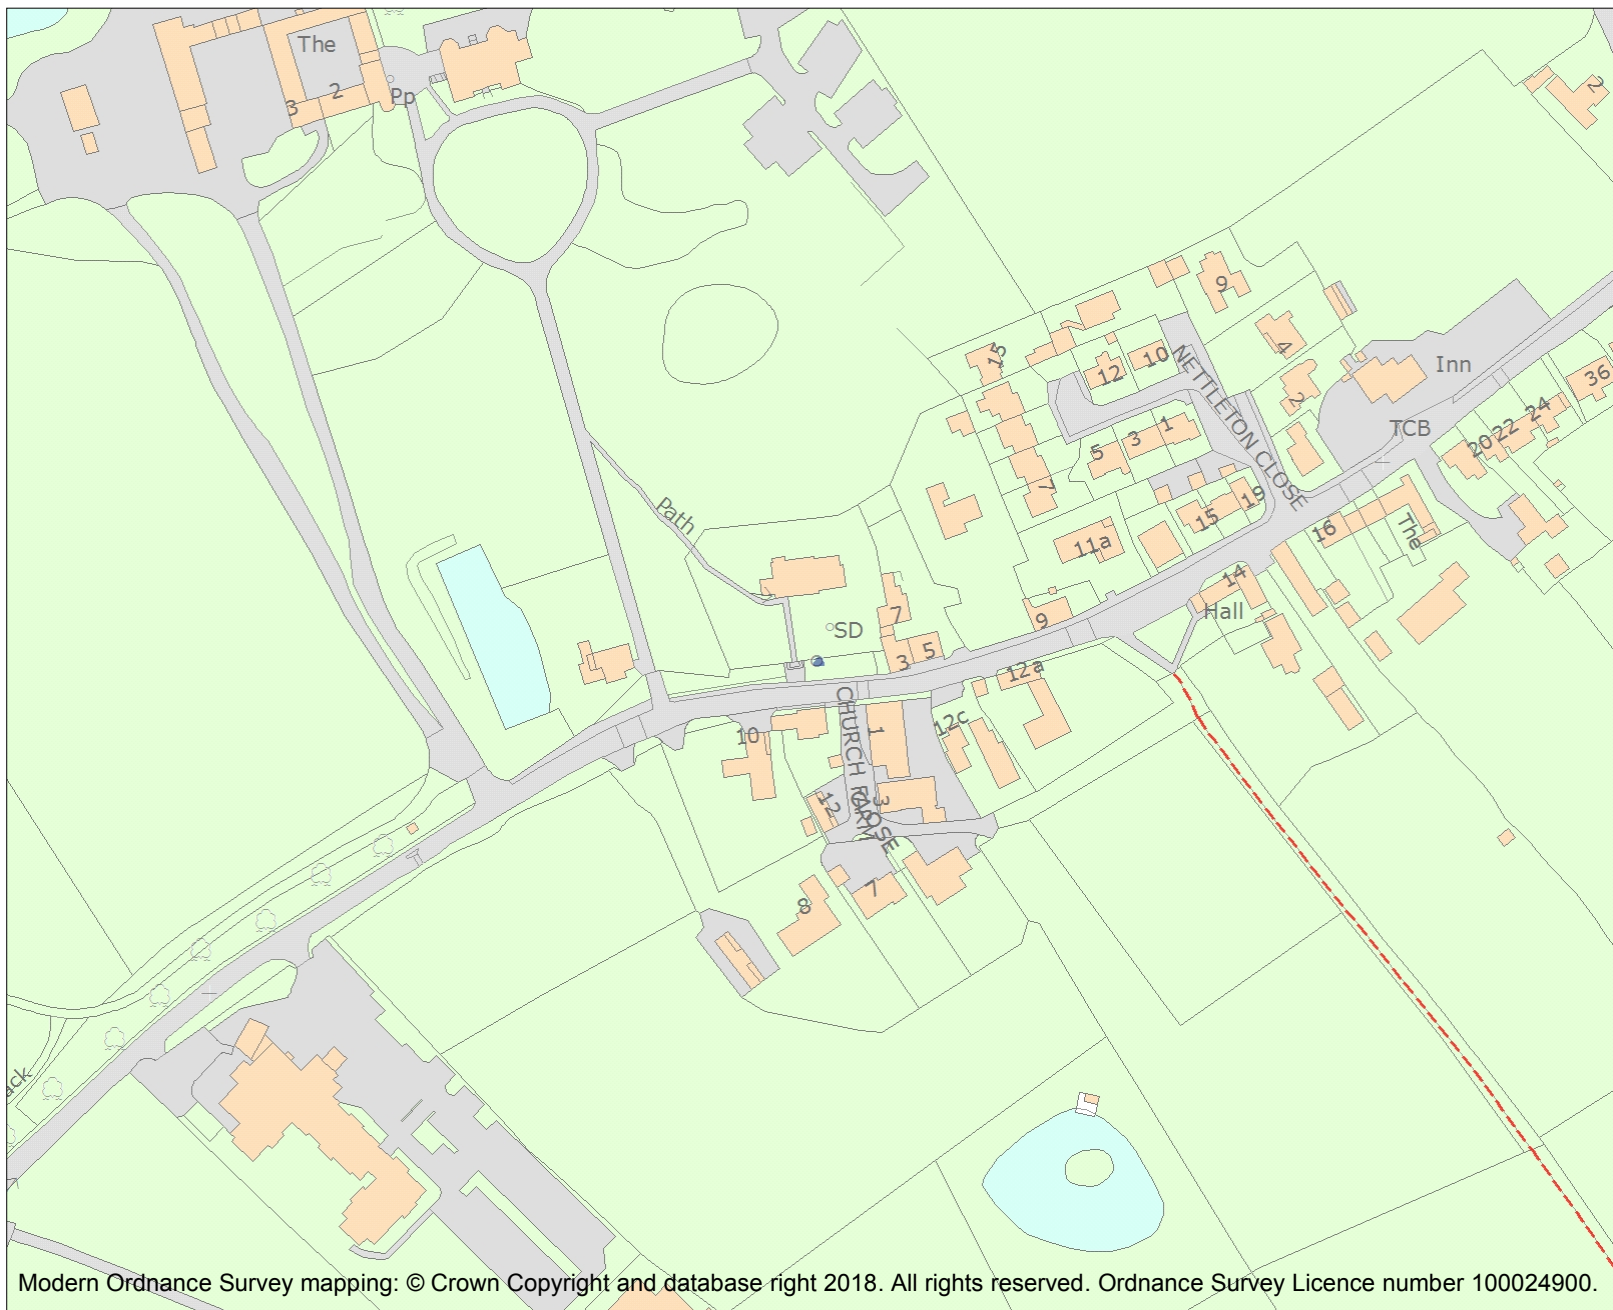 The
2
3
Pp
2
9
15
12
10
4
2
Inn
36
TCB
24
22
20
NETTLETON CLOSE
1
3
5
7
19
15
11a
16
The
Path
14
Hall
9
7
SD
5
3
12a
12c
10
1
CHURCH FARM
CLOSE
3
12
7
8
ack
Modern Ordnance Survey mapping: © Crown Copyright and database right 2018. All rights reserved. Ordnance Survey Licence number 100024900.